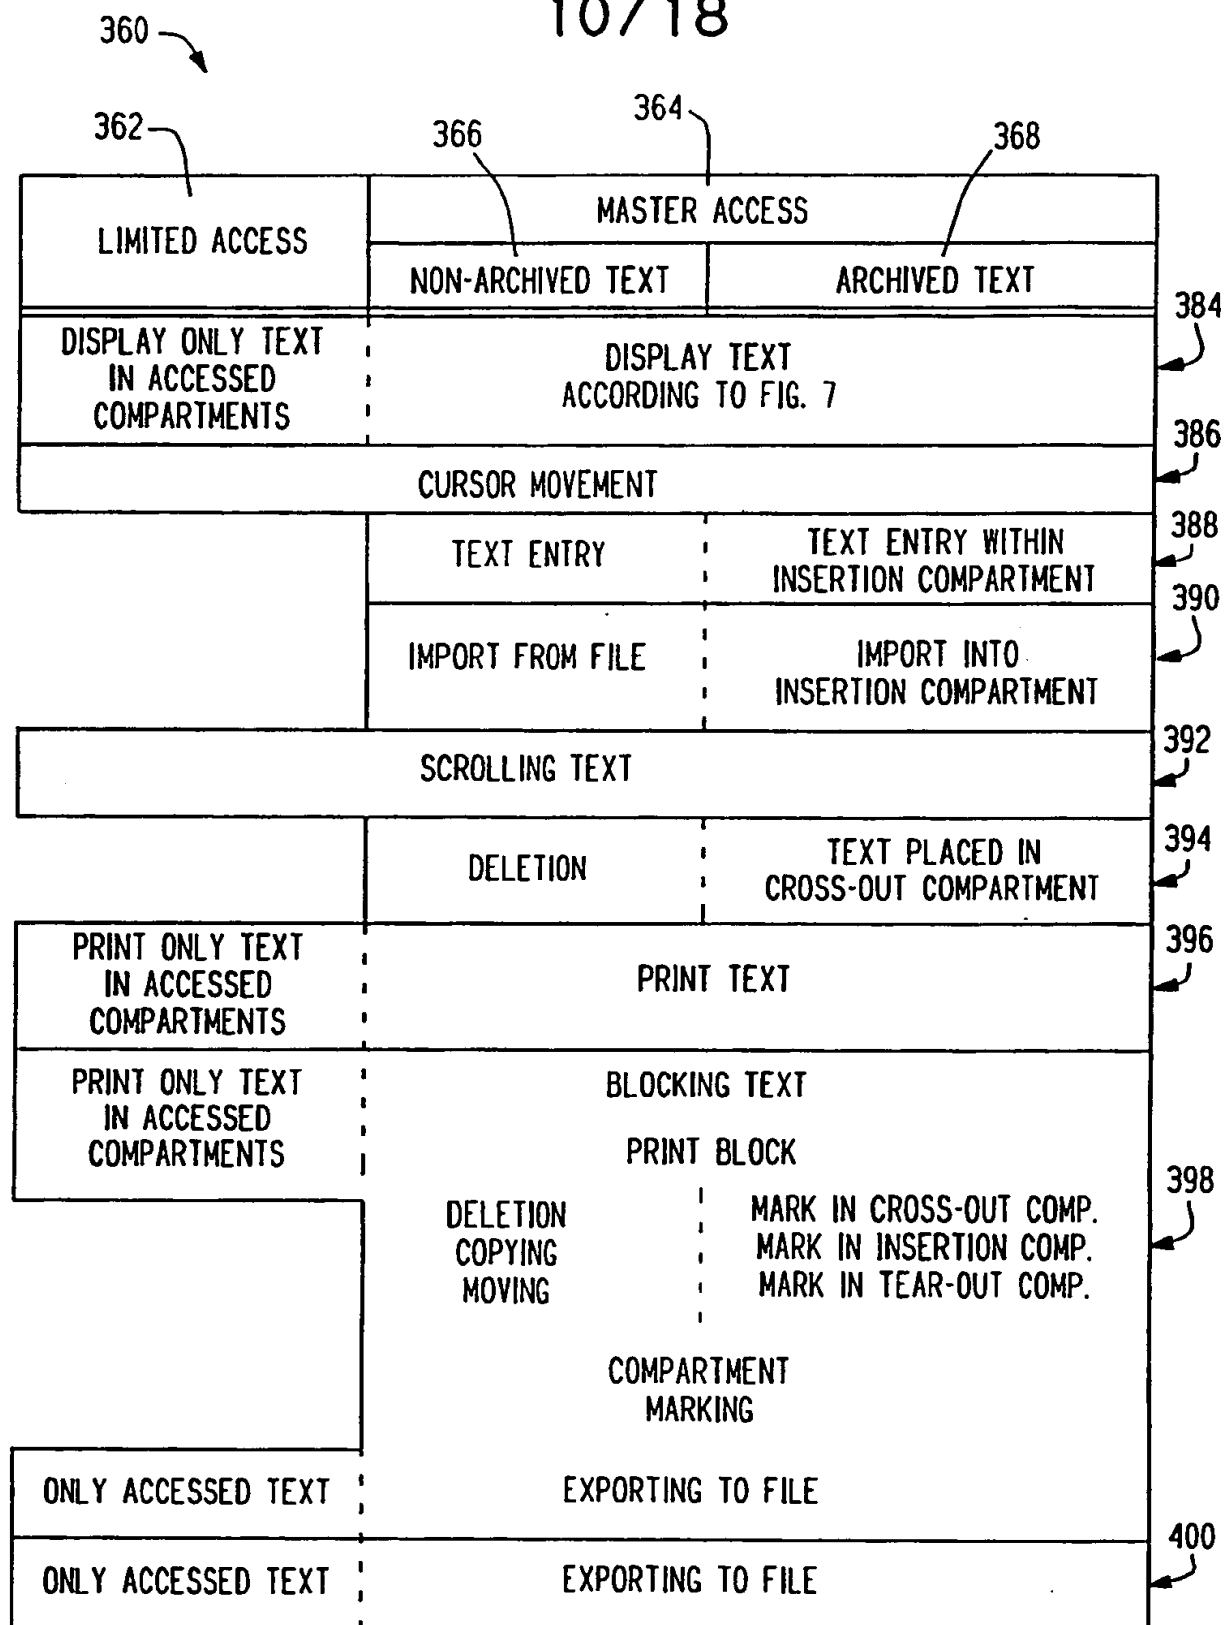 10/18
360
362
366
364
368
LIMITED ACCESS
MASTER ACCESS
NON-ARCHIVED TEXT
ARCHIVED TEXT
384
DISPLAY ONLY TEXT
IN ACCESSED
COMPARTMENTS
DISPLAY TEXT
ACCORDING TO FIG. 7
386
CURSOR MOVEMENT
388
TEXT ENTRY
TEXT ENTRY WITHIN
INSERTION COMPARTMENT
390
IMPORT FROM FILE
IMPORT INTO
INSERTION COMPARTMENT
392
SCROLLING TEXT
394
DELETION
TEXT PLACED IN
CROSS-OUT COMPARTMENT
396
PRINT ONLY TEXT
IN ACCESSED
COMPARTMENTS
PRINT TEXT
PRINT ONLY TEXT
IN ACCESSED
COMPARTMENTS
BLOCKING TEXT
PRINT BLOCK
398
DELETION
COPYING
MOVING
MARK IN CROSS-OUT COMP.
MARK IN INSERTION COMP.
MARK IN TEAR-OUT COMP.
COMPARTMENT
MARKING
ONLY ACCESSED TEXT
EXPORTING TO FILE
400
ONLY ACCESSED TEXT
EXPORTING TO FILE